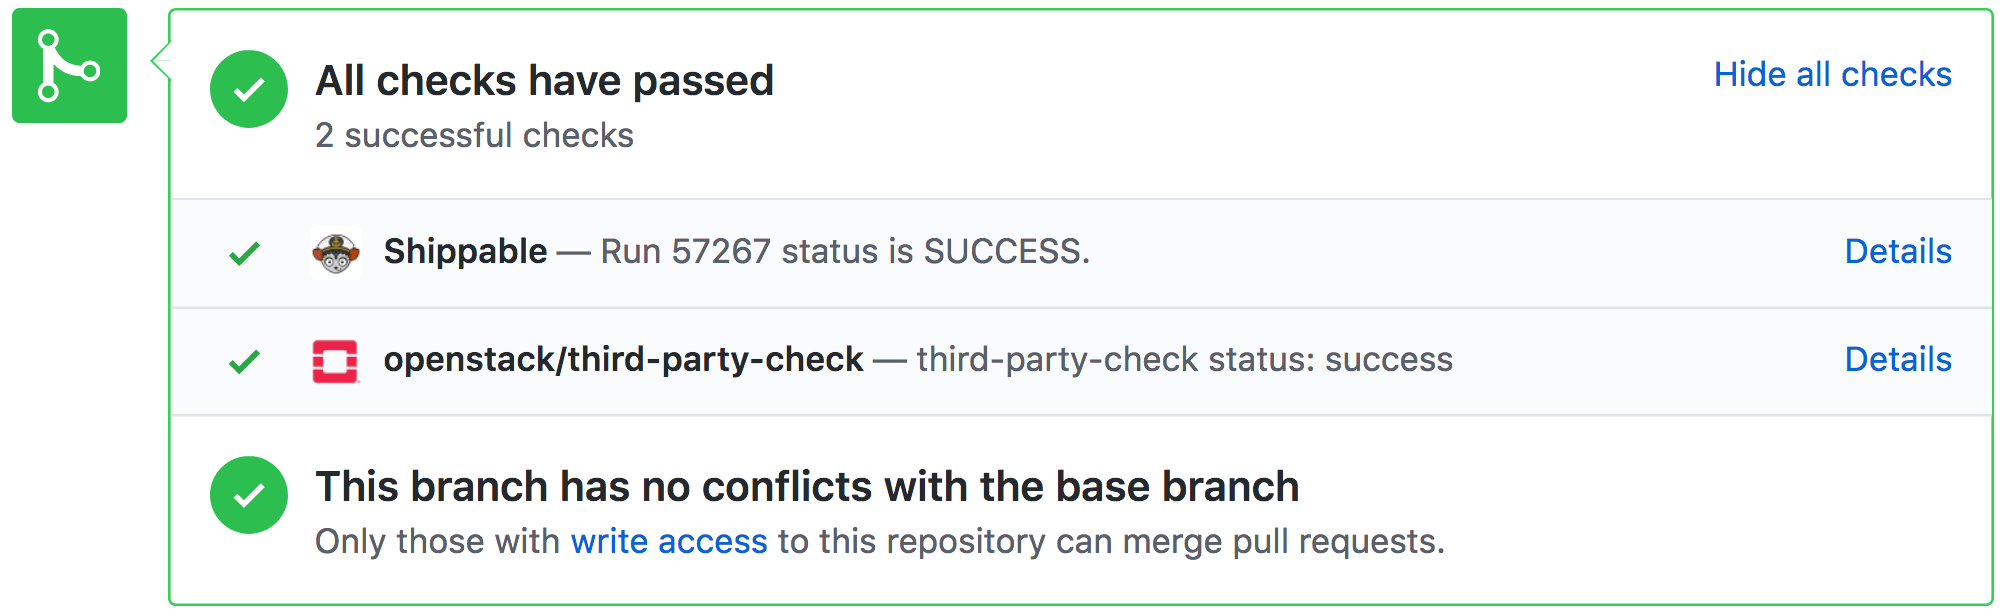 All checks have passed
Hide all checks
2 successful checks
Shippable — Run 57267 status is SUCCESS.
Details
openstack/third-party-check — third-party-check status: success
Details
This branch has no conflicts with the base branch
Only those with write access to this repository can merge pull requests.